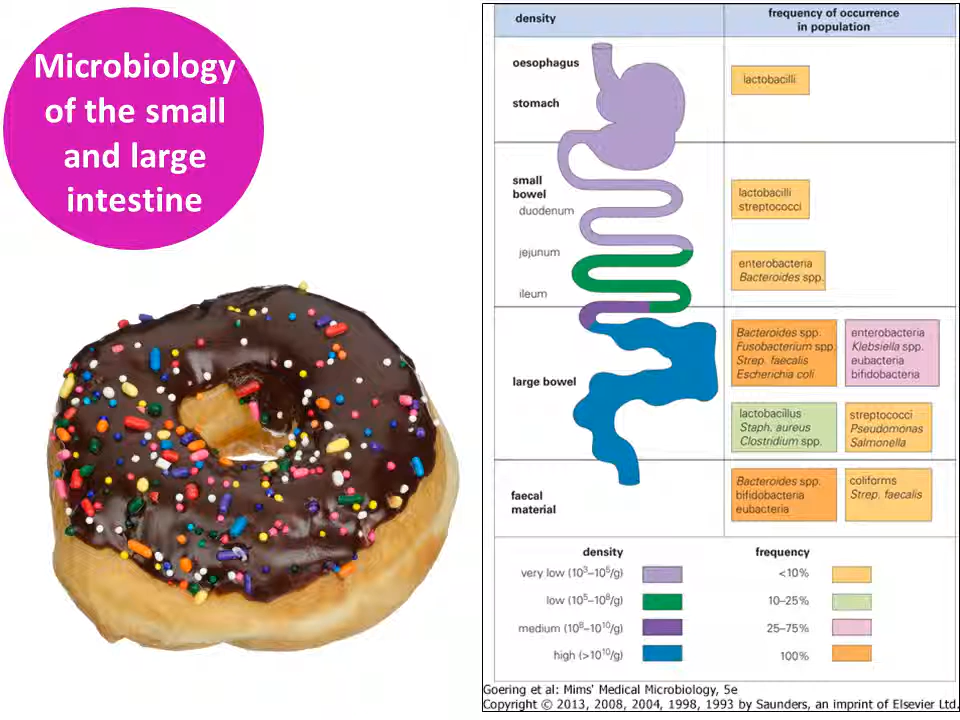 Microbiology
of the small
and large
intestine
density
frequency of occurrence
in population
oesophagus
stomach
lactobacilli
small
bowel
duodenum
jejunum
ileum
lactobacilli
streptococci
enterobacteria
Bacteroides spp.
large bowel
Bacteroides spp.
Fusobacterium spp.
Strep. faecalis
Escherichia coli
enterobacteria
Klebsiella spp.
eubacteria
bifidobacteria
lactobacillus
Staph. aureus
Clostridium spp.
streptococci
Pseudomonas
Salmonella
faecal
material
Bacteroides spp.
bifidobacteria
eubacteria
coliforms
Strep. faecalis
density
very low (10³–10⁵/g)
low (10⁵–10⁸/g)
medium (10⁸–10¹⁰/g)
high (>10¹⁰/g)
frequency
<10%
10–25%
25–75%
100%
Goering et al: Mims' Medical Microbiology, 5e
Copyright © 2013, 2008, 2004, 1998, 1993 by Saunders, an imprint of Elsevier Ltd.